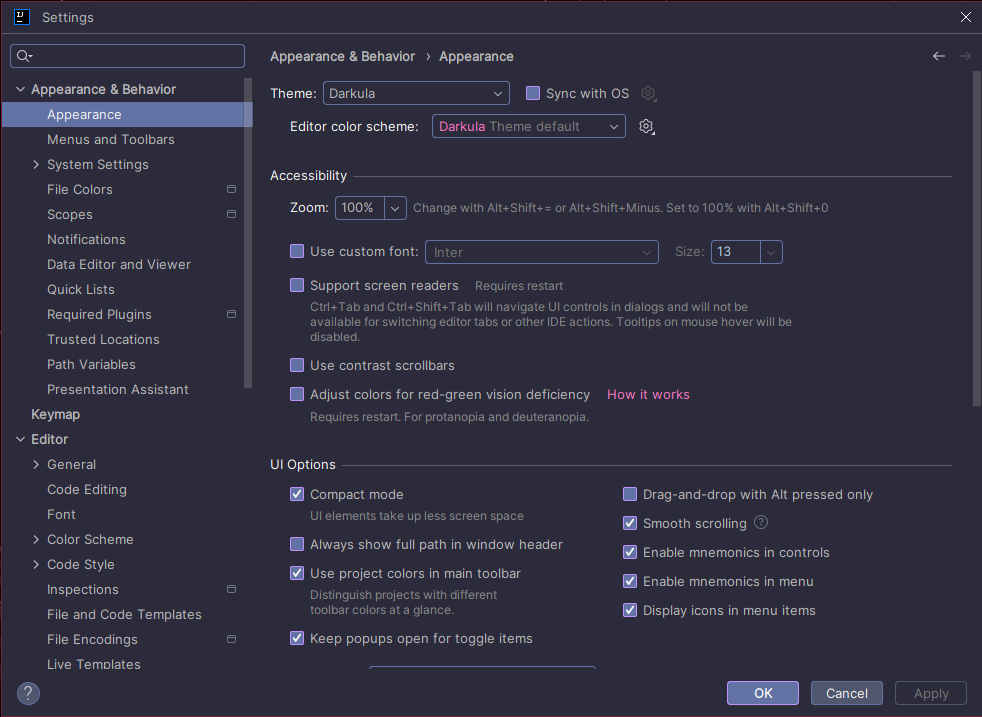 Settings
Appearance & Behavior
Appearance
Menus and Toolbars
System Settings
File Colors
Scopes
Notifications
Data Editor and Viewer
Quick Lists
Required Plugins
Trusted Locations
Path Variables
Presentation Assistant
Keymap
Editor
General
Code Editing
Font
Color Scheme
Code Style
Inspections
File and Code Templates
File Encodings
Live Templates
Appearance & Behavior › Appearance
Theme: Darkula Sync with OS
Editor color scheme: Darkula Theme default
Accessibility
Zoom: 100% Change with Alt+Shift+= or Alt+Shift+Minus. Set to 100% with Alt+Shift+0
Use custom font: Inter Size: 13
Support screen readers Requires restart
Ctrl+Tab and Ctrl+Shift+Tab will navigate UI controls in dialogs and will not be
available for switching editor tabs or other IDE actions. Tooltips on mouse hover will be
disabled.
Use contrast scrollbars
Adjust colors for red-green vision deficiency How it works
Requires restart. For protanopia and deuteranopia.
UI Options
Compact mode
UI elements take up less screen space
Always show full path in window header
Use project colors in main toolbar
Distinguish projects with different
toolbar colors at a glance.
Keep popups open for toggle items
Drag-and-drop with Alt pressed only
Smooth scrolling ?
Enable mnemonics in controls
Enable mnemonics in menu
Display icons in menu items
? OK Cancel Apply